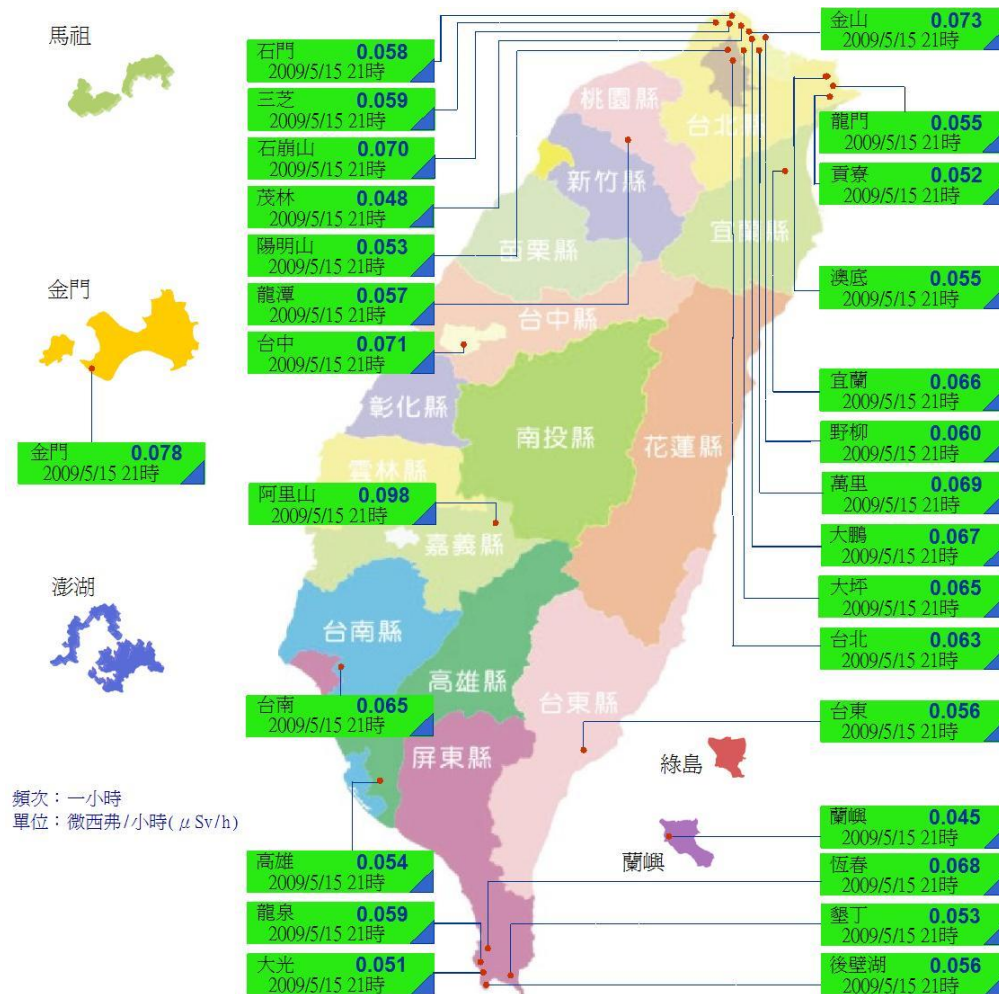 馬祖
石門 0.058
2009/5/15 21時
三芝 0.059
2009/5/15 21時
石崩山 0.070
2009/5/15 21時
茂林 0.048
2009/5/15 21時
陽明山 0.053
2009/5/15 21時
龍潭 0.057
2009/5/15 21時
台中 0.071
2009/5/15 21時
金門
金門 0.078
2009/5/15 21時
阿里山 0.098
2009/5/15 21時
澎湖
台南 0.065
2009/5/15 21時
頻次：一小時
單位：微西弗/小時(μSv/h)
高雄 0.054
2009/5/15 21時
龍泉 0.059
2009/5/15 21時
大光 0.051
2009/5/15 21時
桃園縣
台北縣
新竹縣
宜蘭縣
苗栗縣
台中縣
彰化縣
南投縣
花蓮縣
雲林縣
嘉義縣
台南縣
高雄縣
台東縣
屏東縣
金山 0.073
2009/5/15 21時
龍門 0.055
2009/5/15 21時
貢寮 0.052
2009/5/15 21時
澳底 0.055
2009/5/15 21時
宜蘭 0.066
2009/5/15 21時
野柳 0.060
2009/5/15 21時
萬里 0.069
2009/5/15 21時
大鵬 0.067
2009/5/15 21時
大坪 0.065
2009/5/15 21時
台北 0.063
2009/5/15 21時
台東 0.056
2009/5/15 21時
綠島
蘭嶼
蘭嶼 0.045
2009/5/15 21時
恆春 0.068
2009/5/15 21時
墾丁 0.053
2009/5/15 21時
後壁湖 0.056
2009/5/15 21時